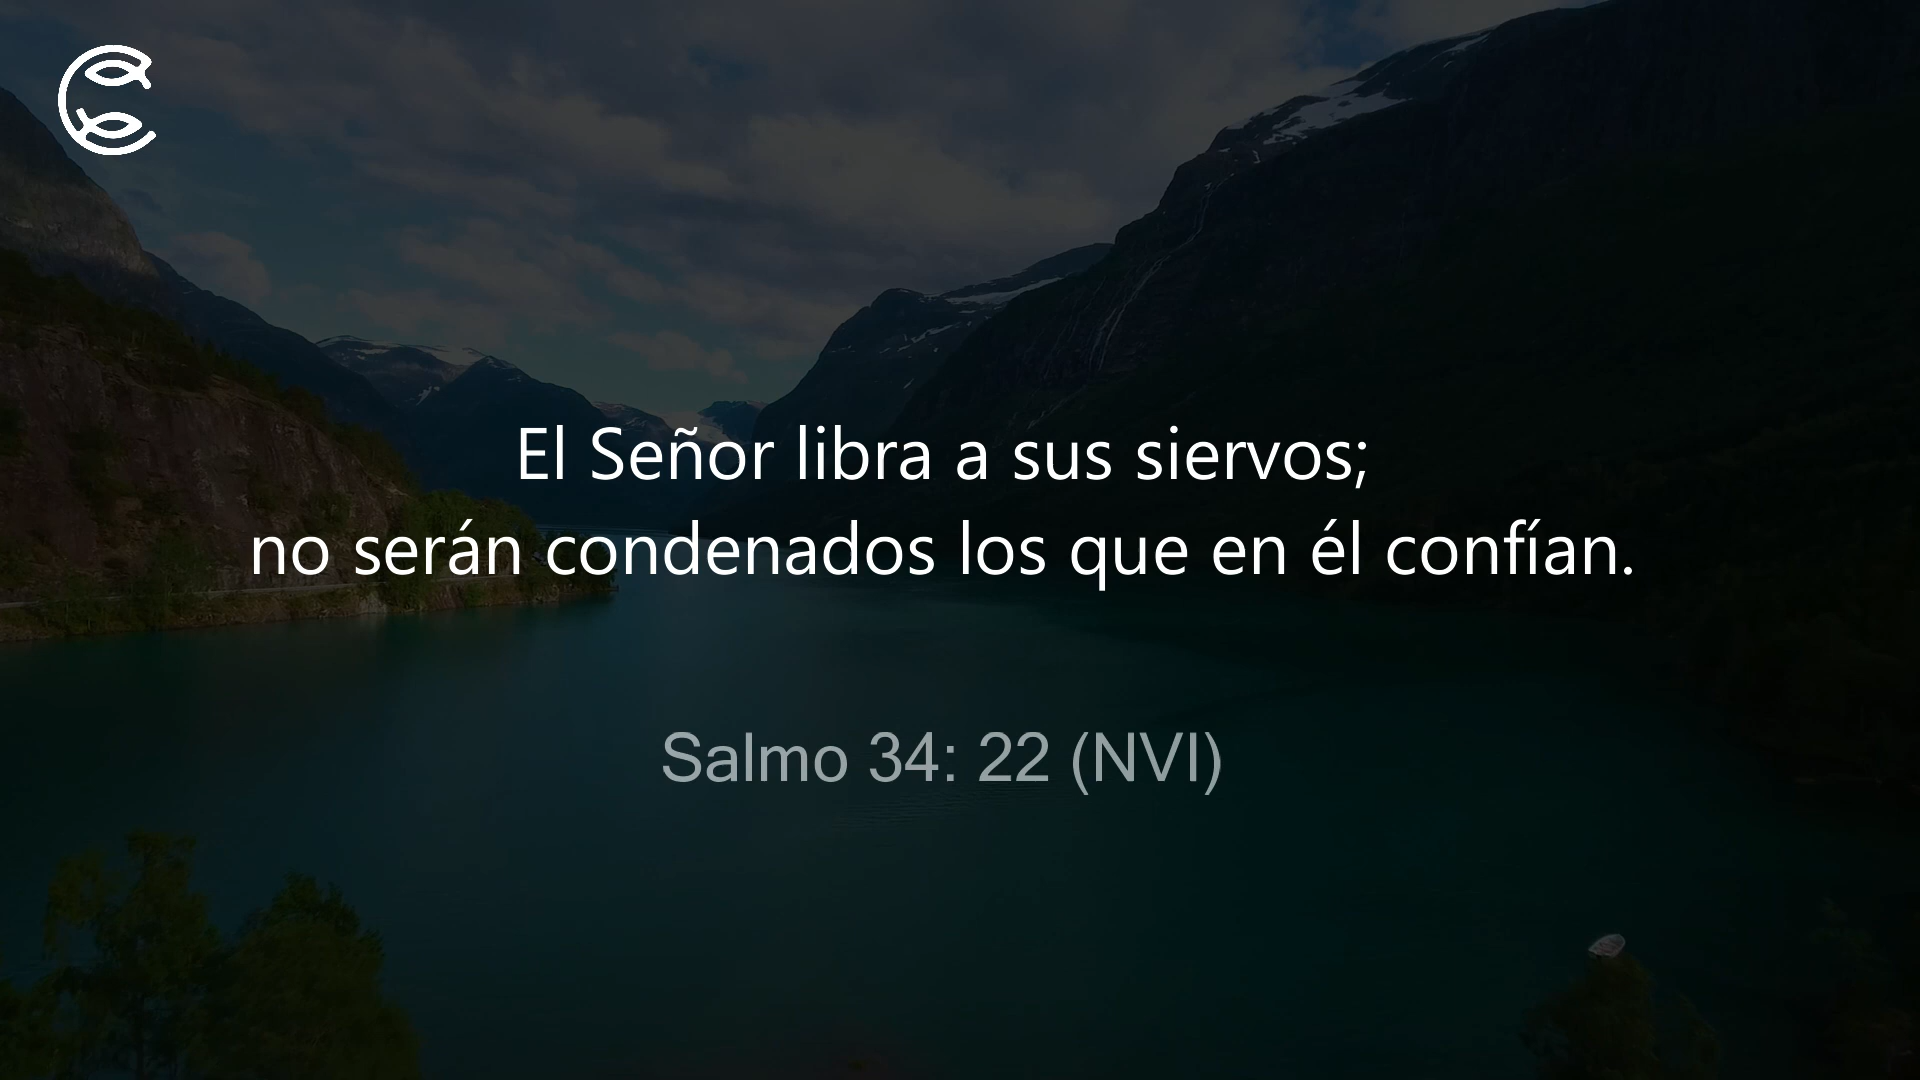 El Señor libra a sus siervos;
no serán condenados los que en él confían.
Salmo 34: 22 (NVI)